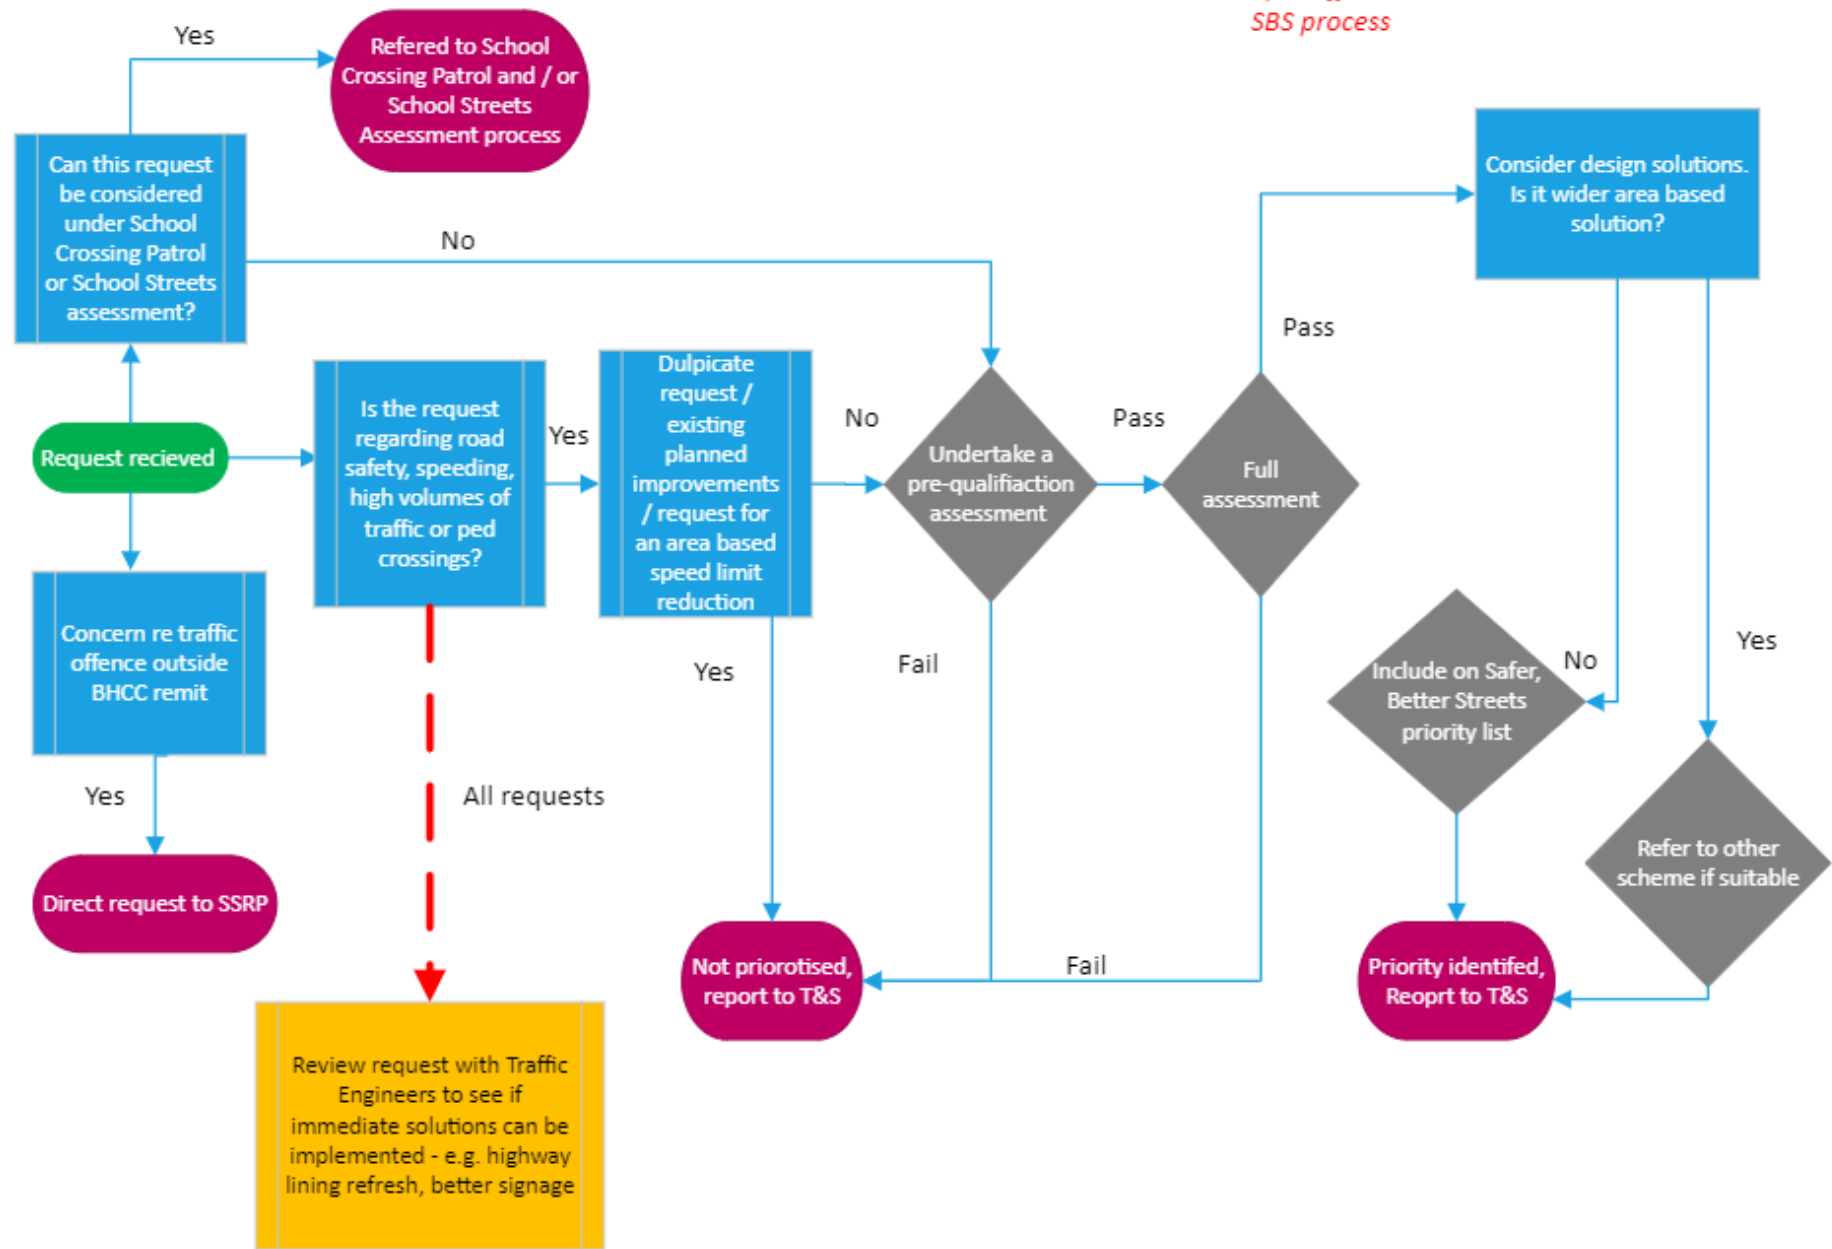 SBS process
Yes
Refered to School
Crossing Patrol and / or
School Streets
Assessment process
Can this request
be considered
under School
Crossing Patrol
or School Streets
assessment?
No
Consider design solutions.
Is it wider area based
solution?
Pass
Request recieved
Is the request
regarding road
safety, speeding,
high volumes of
traffic or ped
crossings?
Yes
Dulpicate
request /
existing
planned
improvements
/ request for
an area based
speed limit
reduction
No
Undertake a
pre-qualifiaction
assessment
Pass
Full
assessment
Concern re traffic
offence outside
BHCC remit
Yes
Direct request to SSRP
All requests
Yes
Fail
Fail
Not priorotised,
report to T&S
Include on Safer,
Better Streets
priority list
No
Yes
Refer to other
scheme if suitable
Priority identifed,
Reoprt to T&S
Review request with Traffic
Engineers to see if
immediate solutions can be
implemented - e.g. highway
lining refresh, better signage